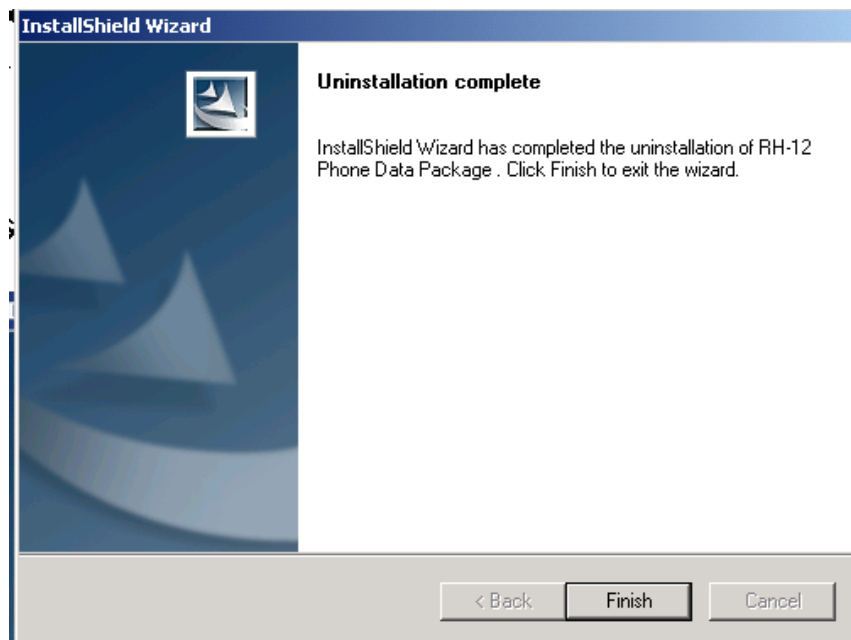 InstallShield Wizard
Uninstallation complete
InstallShield Wizard has completed the uninstallation of RH-12
Phone Data Package . Click Finish to exit the wizard.
< Back
Finish
Cancel